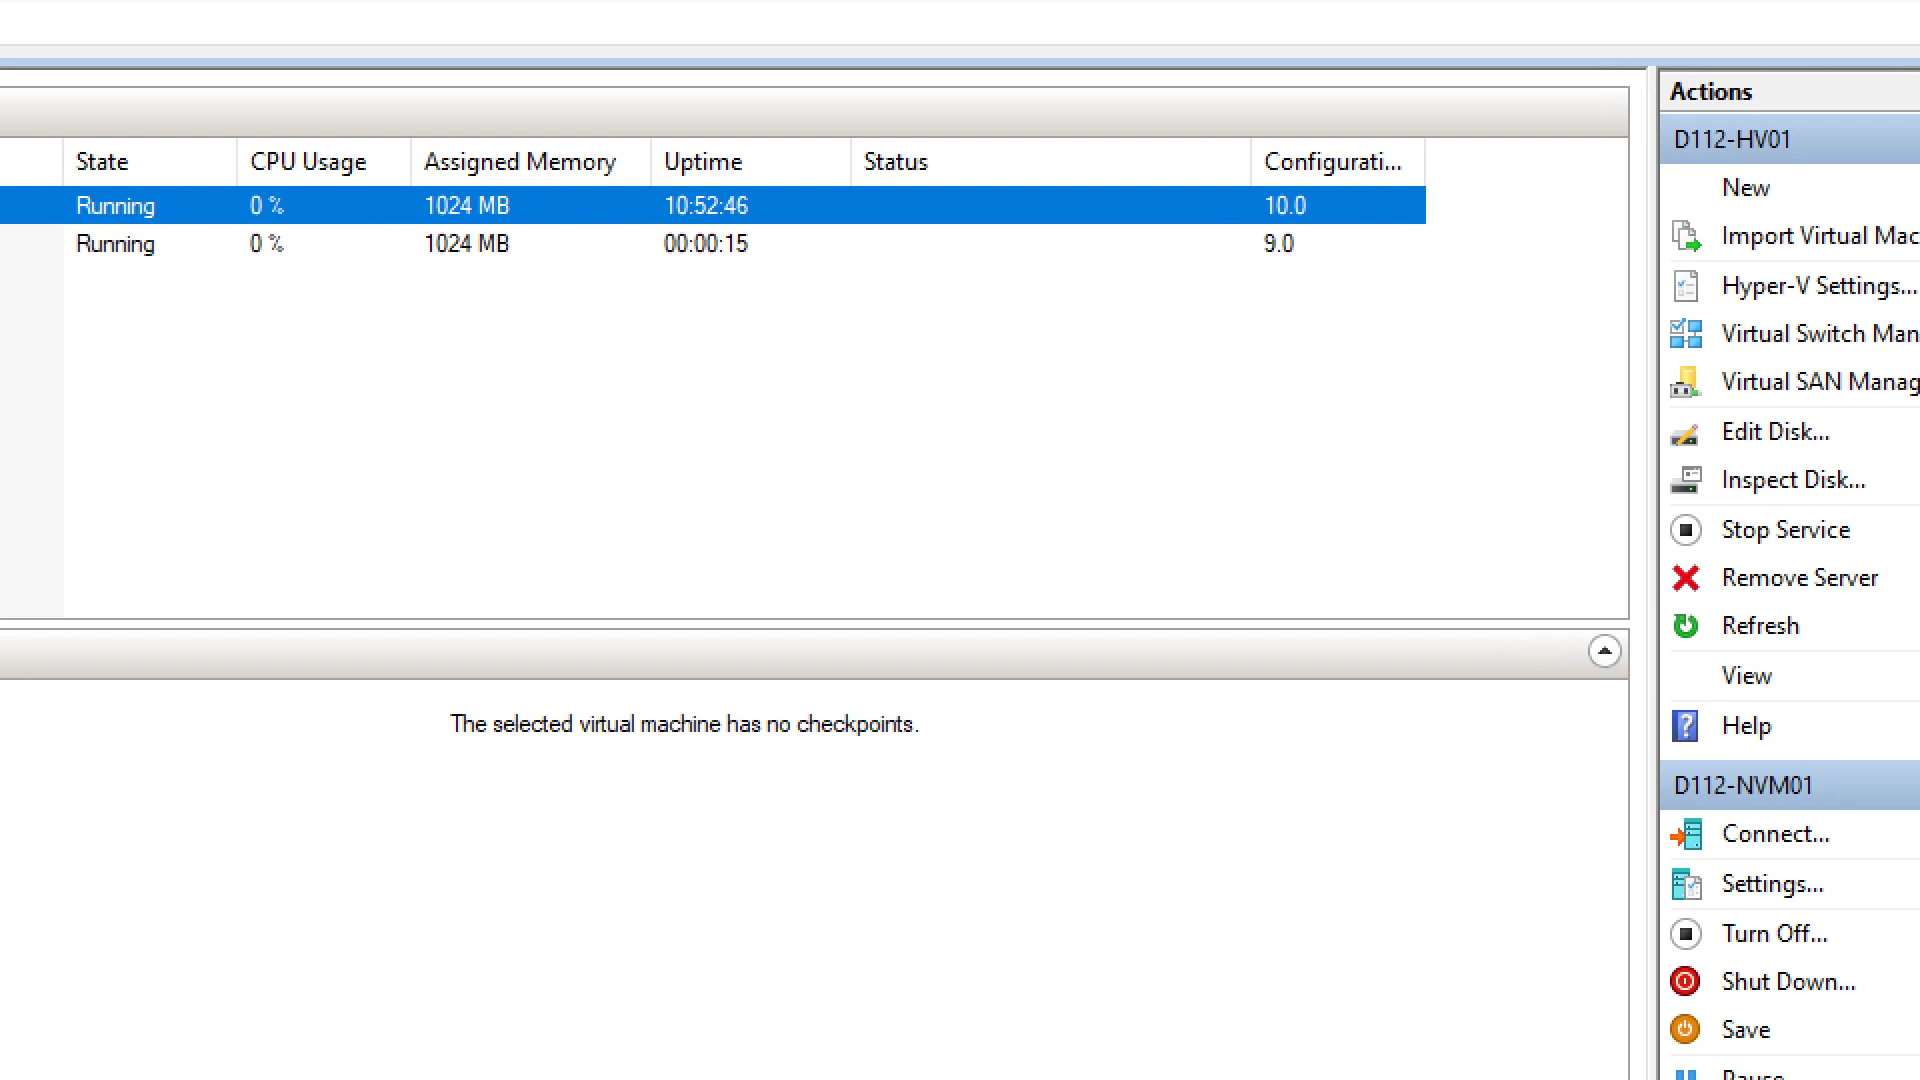 Actions
D112-HV01
State CPU Usage Assigned Memory Uptime Status Configurati...
Running 0 % 1024 MB 10:52:46 10.0
Running 0 % 1024 MB 00:00:15 9.0
The selected virtual machine has no checkpoints.
New
Import Virtual Mac
Hyper-V Settings...
Virtual Switch Man
Virtual SAN Manag
Edit Disk...
Inspect Disk...
Stop Service
Remove Server
Refresh
View
Help
D112-NVM01
Connect...
Settings...
Turn Off...
Shut Down...
Save
Pause